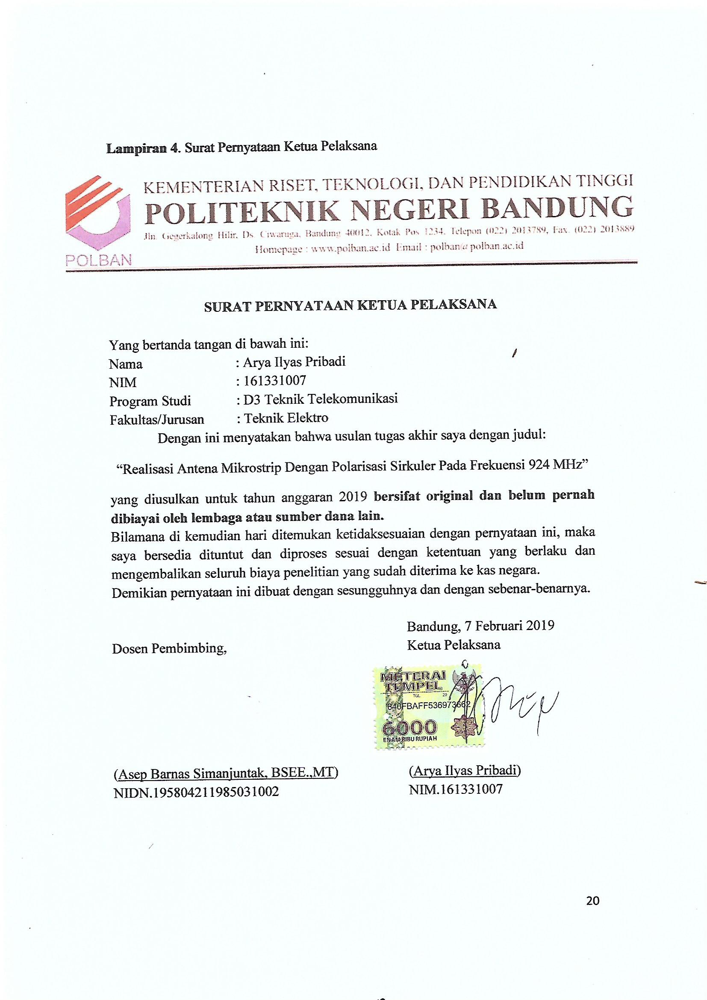 Lampiran 4. Surat Pernyataan Ketua Pelaksana
KEMENTERIAN RISET, TEKNOLOGI, DAN PENDIDIKAN TINGGI
POLITEKNIK NEGERI BANDUNG
Jln. Gegerkalong Hilir, Ds. Ciwaruga, Bandung 40012, Kotak Pos 1234, Telepon (022) 2013789, Fax. (022) 2013889
Homepage : www.polban.ac.id Email : polban@polban.ac.id
POLBAN
SURAT PERNYATAAN KETUA PELAKSANA
Yang bertanda tangan di bawah ini:
Nama : Arya Ilyas Pribadi
NIM : 161331007
Program Studi : D3 Teknik Telekomunikasi
Fakultas/Jurusan : Teknik Elektro
Dengan ini menyatakan bahwa usulan tugas akhir saya dengan judul:
“Realisasi Antena Mikrostrip Dengan Polarisasi Sirkuler Pada Frekuensi 924 MHz”
yang diusulkan untuk tahun anggaran 2019 bersifat original dan belum pernah
dibiayai oleh lembaga atau sumber dana lain.
Bilamana di kemudian hari ditemukan ketidaksesuaian dengan pernyataan ini, maka
saya bersedia dituntut dan diproses sesuai dengan ketentuan yang berlaku dan
mengembalikan seluruh biaya penelitian yang sudah diterima ke kas negara.
Demikian pernyataan ini dibuat dengan sesungguhnya dan dengan sebenar-benarnya.
Bandung, 7 Februari 2019
Dosen Pembimbing,
Ketua Pelaksana
METERAI
TEMPEL
TGL. 20
640FBAFF536973662
6000
ENAM RIBU RUPIAH
(Asep Barnas Simanjuntak, BSEE.,MT)
NIDN.195804211985031002
(Arya Ilyas Pribadi)
NIM.161331007
20